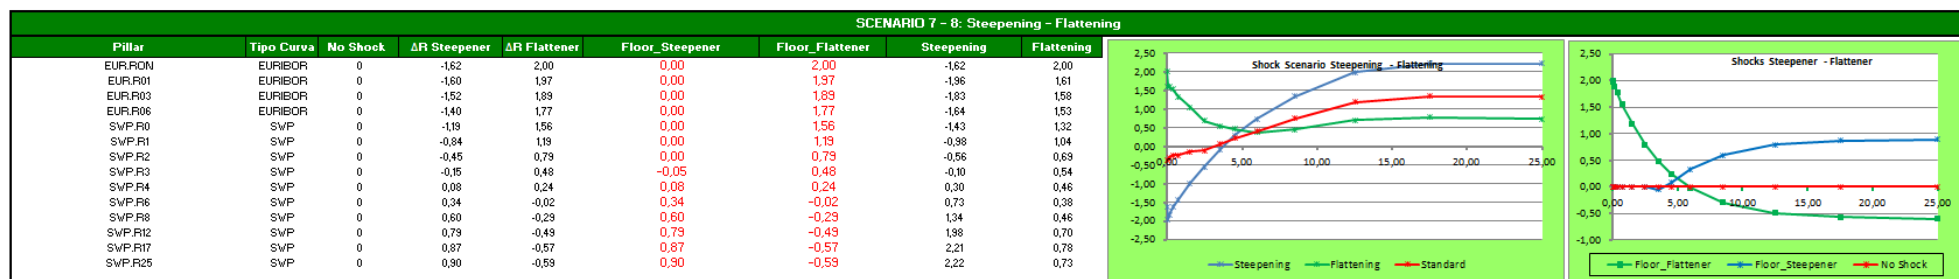 SCENARIO 7 - 8: Steepening - Flattening
Pillar Tipo Curva No Shock ΔR Steepener ΔR Flattener Floor_Steepener Floor_Flattener Steepening Flattening
EUR.RON EURIBOR 0 -1,62 2,00 0,00 2,00 -1,62 2,00
EUR.R01 EURIBOR 0 -1,60 1,97 0,00 1,97 -1,96 1,61
EUR.R03 EURIBOR 0 -1,52 1,89 0,00 1,89 -1,83 1,58
EUR.R06 EURIBOR 0 -1,40 1,77 0,00 1,77 -1,64 1,53
SWP.R0 SWP 0 -1,19 1,56 0,00 1,56 -1,43 1,32
SWP.R1 SWP 0 -0,84 1,19 0,00 1,19 -0,98 1,04
SWP.R2 SWP 0 -0,45 0,79 0,00 0,79 -0,56 0,69
SWP.R3 SWP 0 -0,15 0,48 -0,05 0,48 -0,10 0,54
SWP.R4 SWP 0 0,08 0,24 0,08 0,24 0,30 0,46
SWP.R6 SWP 0 0,34 -0,02 0,34 -0,02 0,73 0,38
SWP.R8 SWP 0 0,60 -0,29 0,60 -0,29 1,34 0,46
SWP.R12 SWP 0 0,79 -0,49 0,79 -0,49 1,98 0,70
SWP.R17 SWP 0 0,87 -0,57 0,87 -0,57 2,21 0,78
SWP.R25 SWP 0 0,90 -0,59 0,90 -0,59 2,22 0,73
Shock Scenario Steepening - Flattening
2,50
2,00
1,50
1,00
0,50
0,00
-0,50
-1,00
-1,50
-2,00
-2,50
0,00 5,00 10,00 15,00 20,00 25,00
Steepening Flattening Standard
Shocks Steepener - Flattener
2,50
2,00
1,50
1,00
0,50
0,00
-0,50
-1,00
0,00 5,00 10,00 15,00 20,00 25,00
Floor_Flattener Floor_Steepener No Shock